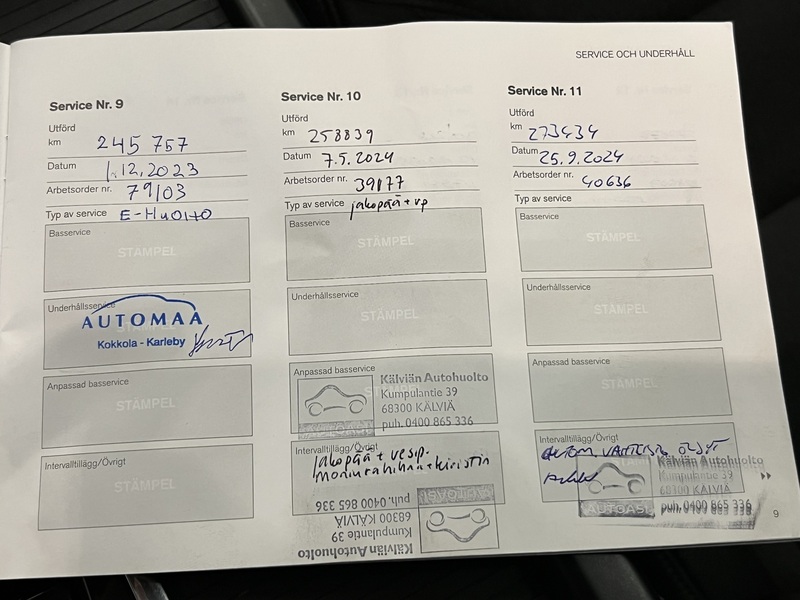 SERVICE OCH UNDERHÅLL
Service Nr. 9
Utförd
km 245 757
Datum 1.12.2023
Arbetsorder nr. 79103
Typ av service E-HUOLTO
Basservice
STÄMPEL
Underhållsservice
AUTOMAA
Kokkola - Karleby
Anpassad basservice
STÄMPEL
Intervalltillägg/Övrigt
STÄMPEL
Service Nr. 10
Utförd
km 258839
Datum 7.5.2024
Arbetsorder nr. 39177
Typ av service jakopää + vp
Basservice
STÄMPEL
Underhållsservice
STÄMPEL
Anpassad basservice
Kälviän Autohuolto
Kumpulantie 39
68300 KÄLVIÄ
puh. 0400 865 336
Intervalltillägg/Övrigt
Jakopää + vesip.
moniurahihan + kiristin
Kälviän Autohuolto
Kumpulantie 39
68300 KÄLVIÄ
puh. 0400 865 336
AUTOASI
Service Nr. 11
Utförd
km 273434
Datum 25.9.2024
Arbetsorder nr. 40636
Typ av service
Basservice
STÄMPEL
Underhållsservice
STÄMPEL
Anpassad basservice
STÄMPEL
Intervalltillägg/Övrigt
Kälviän Autohuolto
Kumpulantie 39
68300 KÄLVIÄ
puh. 0400 865 336
AUTOASI
9